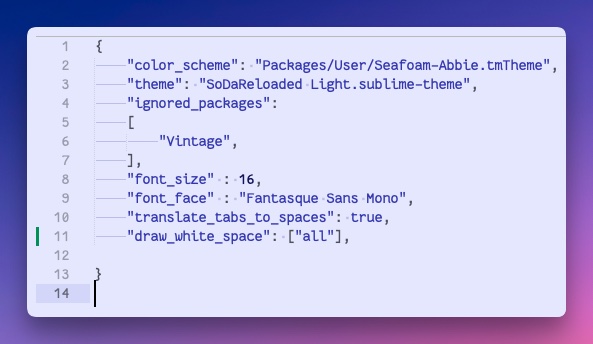 1 {
2 "color_scheme": "Packages/User/Seafoam-Abbie.tmTheme",
3 "theme": "SoDaReloaded Light.sublime-theme",
4 "ignored_packages":
5 [
6 "Vintage",
7 ],
8 "font_size" : 16,
9 "font_face" : "Fantasque Sans Mono",
10 "translate_tabs_to_spaces": true,
11 "draw_white_space": ["all"],
12
13 }
14